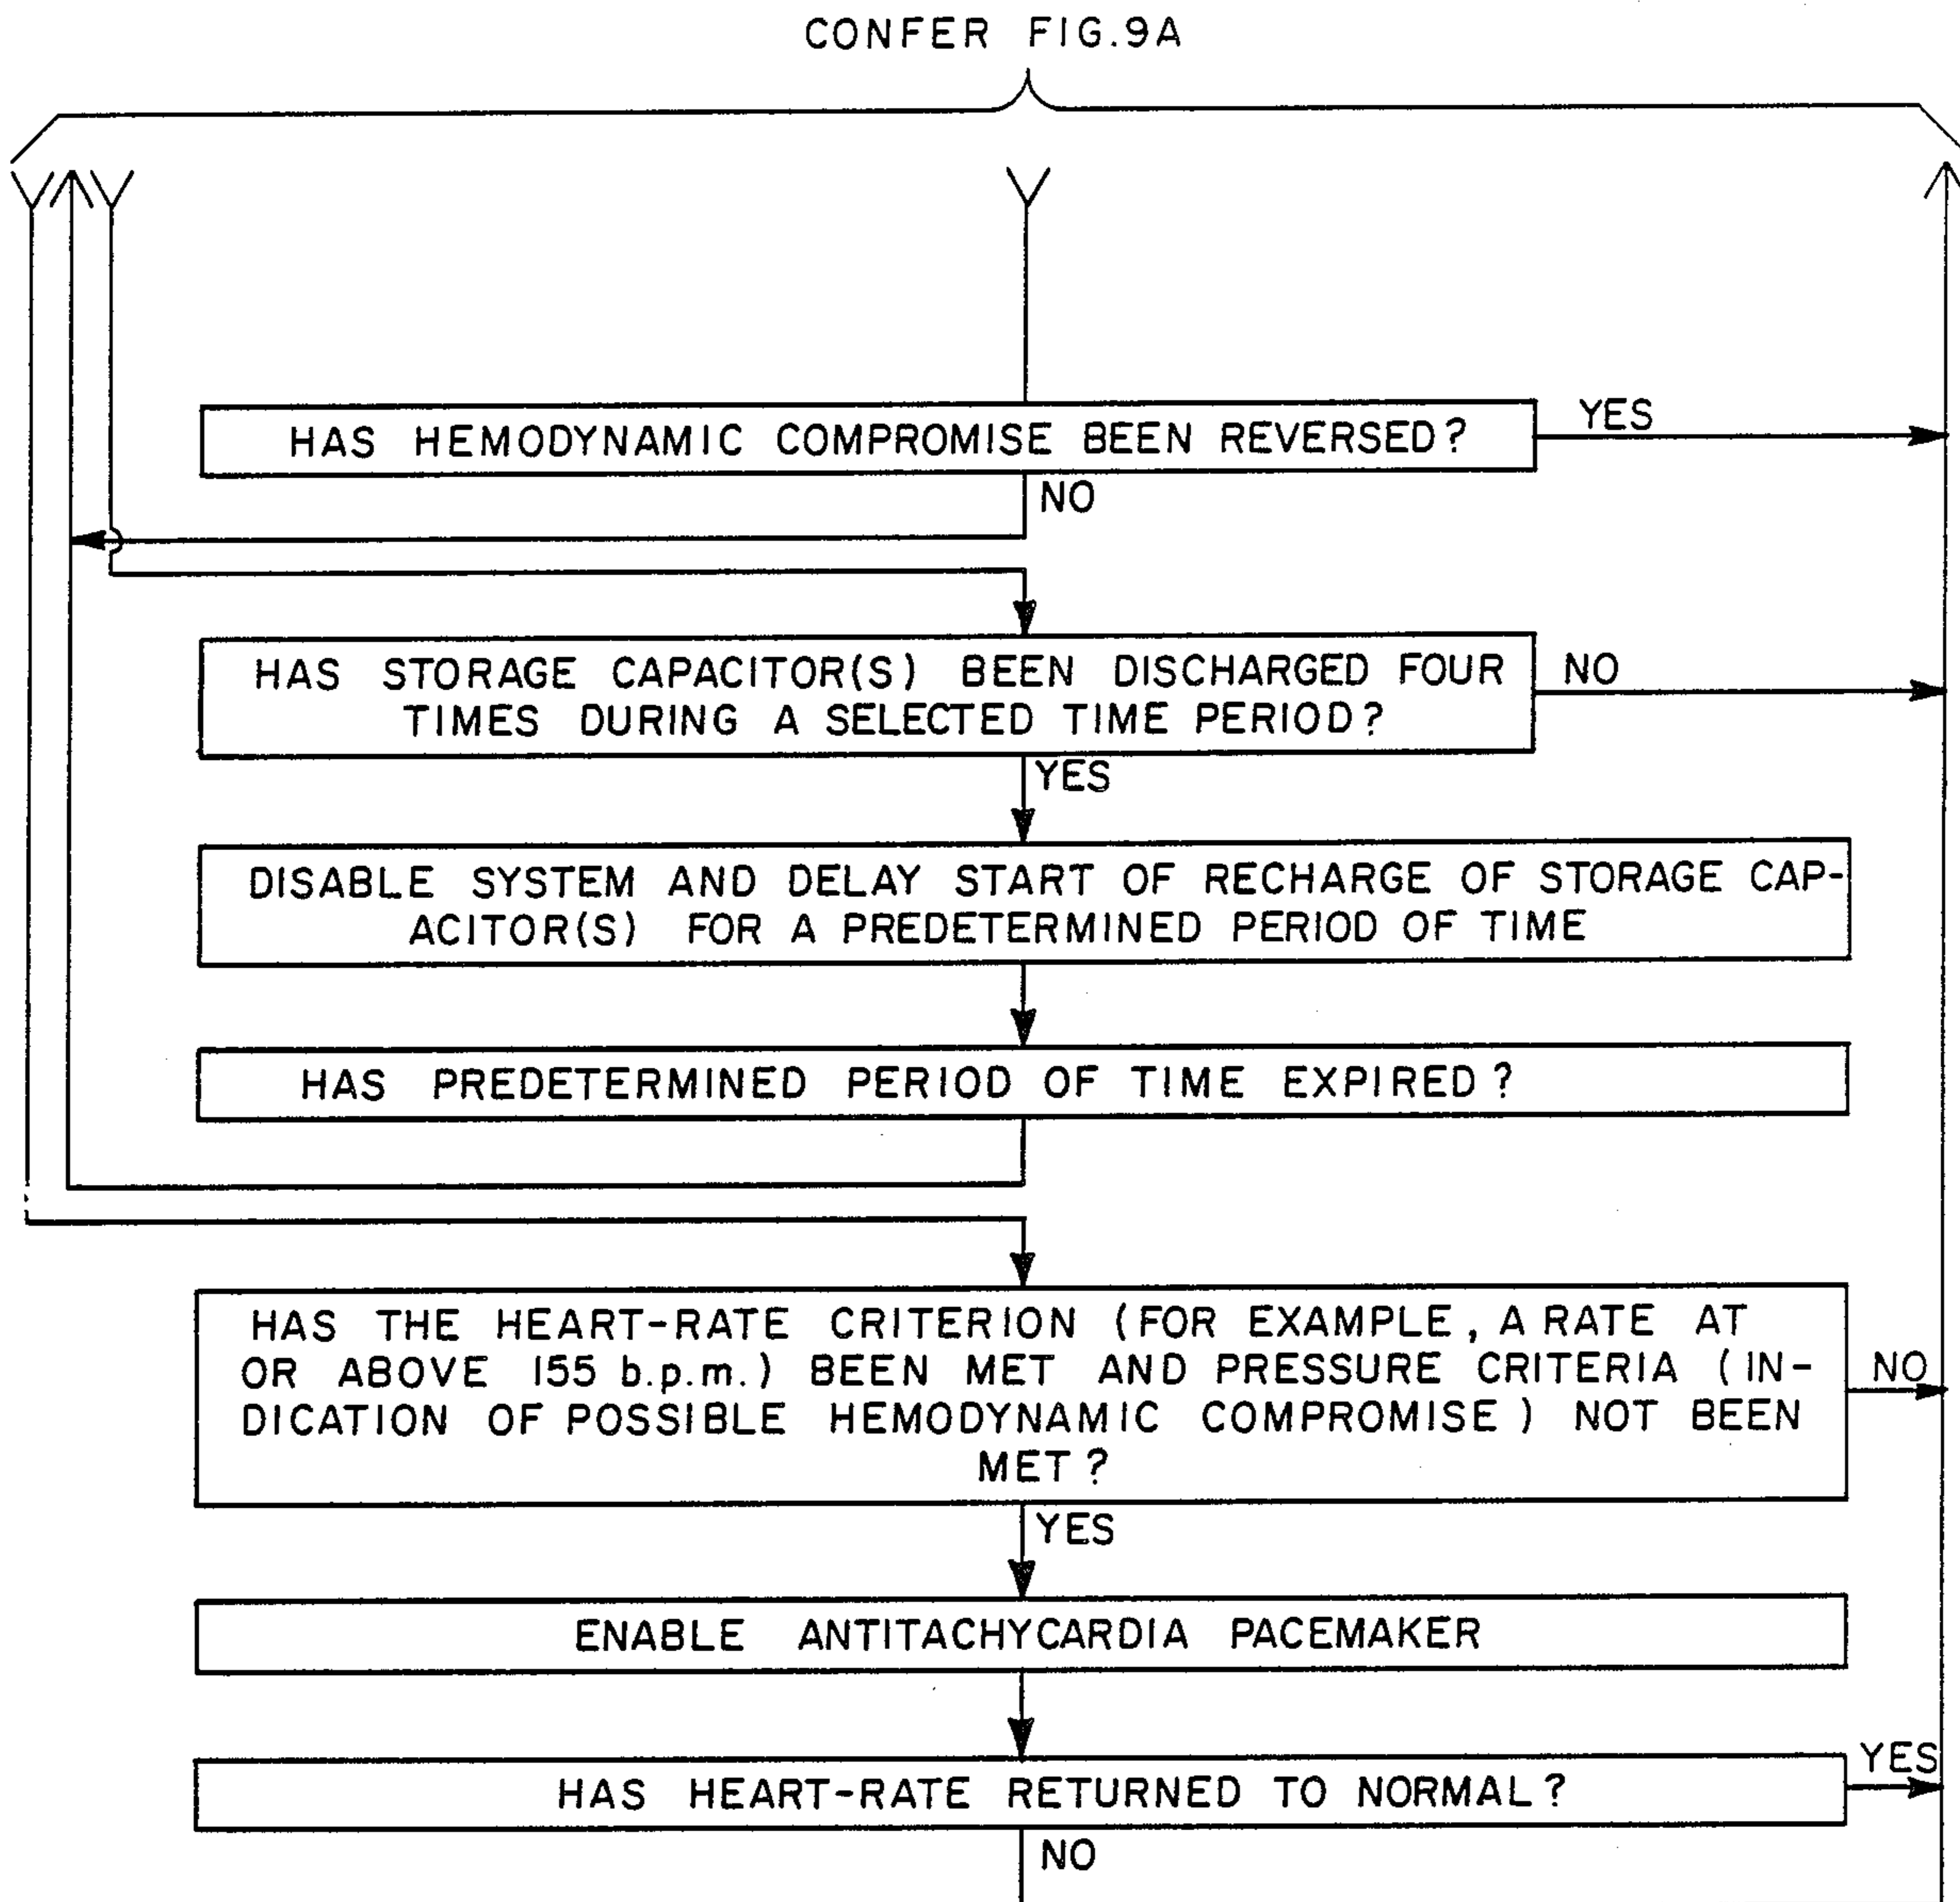 CONFER FIG.9A
HAS HEMODYNAMIC COMPROMISE BEEN REVERSED?
YES
NO
HAS STORAGE CAPACITOR(S) BEEN DISCHARGED FOUR
TIMES DURING A SELECTED TIME PERIOD?
NO
YES
DISABLE SYSTEM AND DELAY START OF RECHARGE OF STORAGE CAP-
ACITOR(S) FOR A PREDETERMINED PERIOD OF TIME
HAS PREDETERMINED PERIOD OF TIME EXPIRED?
HAS THE HEART-RATE CRITERION (FOR EXAMPLE, A RATE AT
OR ABOVE 155 b.p.m.) BEEN MET AND PRESSURE CRITERIA (IN-
DICATION OF POSSIBLE HEMODYNAMIC COMPROMISE) NOT BEEN
MET?
NO
YES
ENABLE ANTITACHYCARDIA PACEMAKER
HAS HEART-RATE RETURNED TO NORMAL?
YES
NO